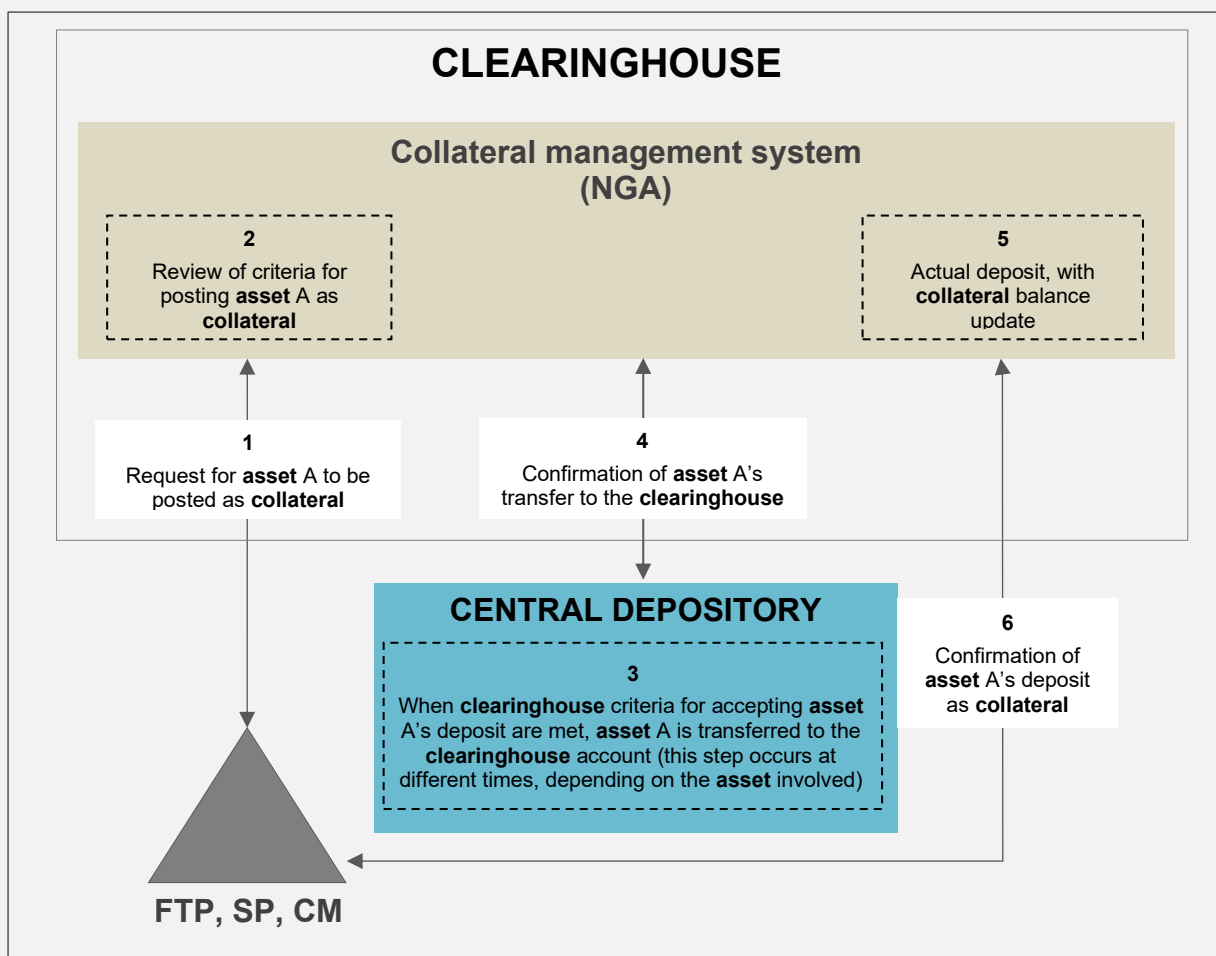 CLEARINGHOUSE
Collateral management system
(NGA)
2
Review of criteria for
posting asset A as
collateral
5
Actual deposit, with
collateral balance
update
1
Request for asset A to be
posted as collateral
4
Confirmation of asset A’s
transfer to the clearinghouse
CENTRAL DEPOSITORY
3
When clearinghouse criteria for accepting asset
A’s deposit are met, asset A is transferred to the
clearinghouse account (this step occurs at
different times, depending on the asset involved)
6
Confirmation of
asset A’s deposit
as collateral
FTP, SP, CM